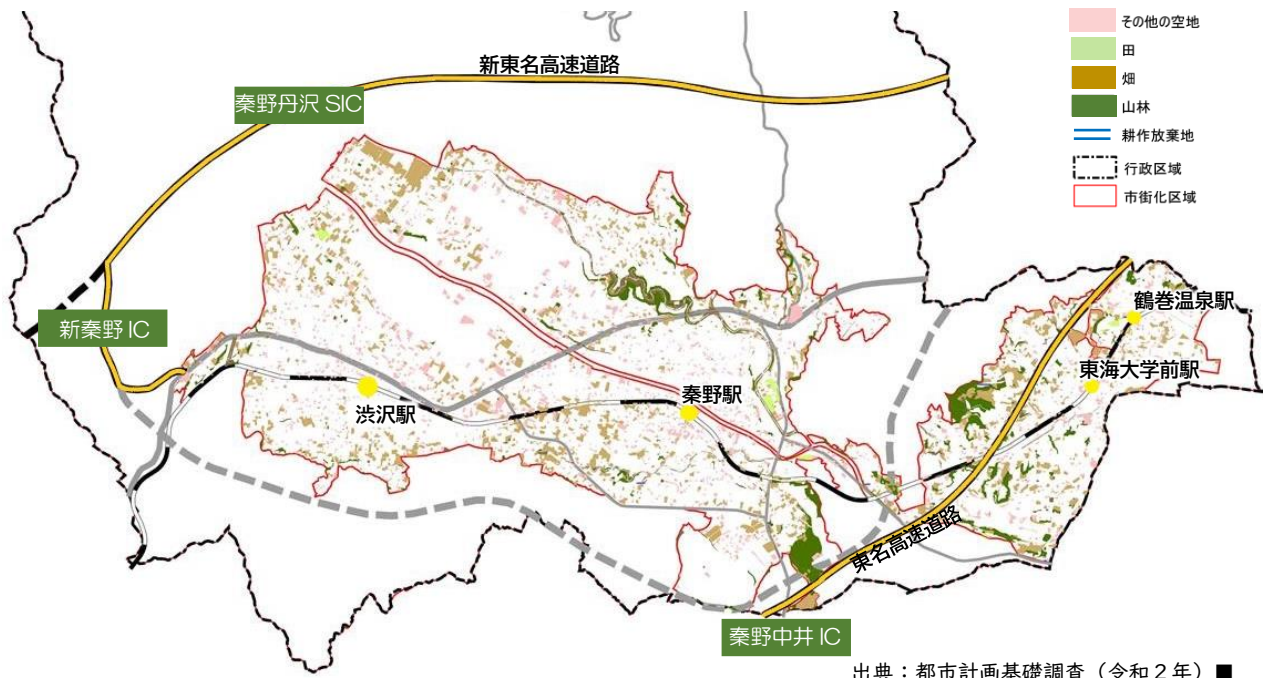 その他の空地
田
畑
山林
耕作放棄地
行政区域
市街化区域
新東名高速道路
秦野丹沢 SIC
新秦野 IC
鶴巻温泉駅
東海大学前駅
渋沢駅
秦野駅
東名高速道路
秦野中井 IC
出典：都市計画基礎調査（令和２年）■